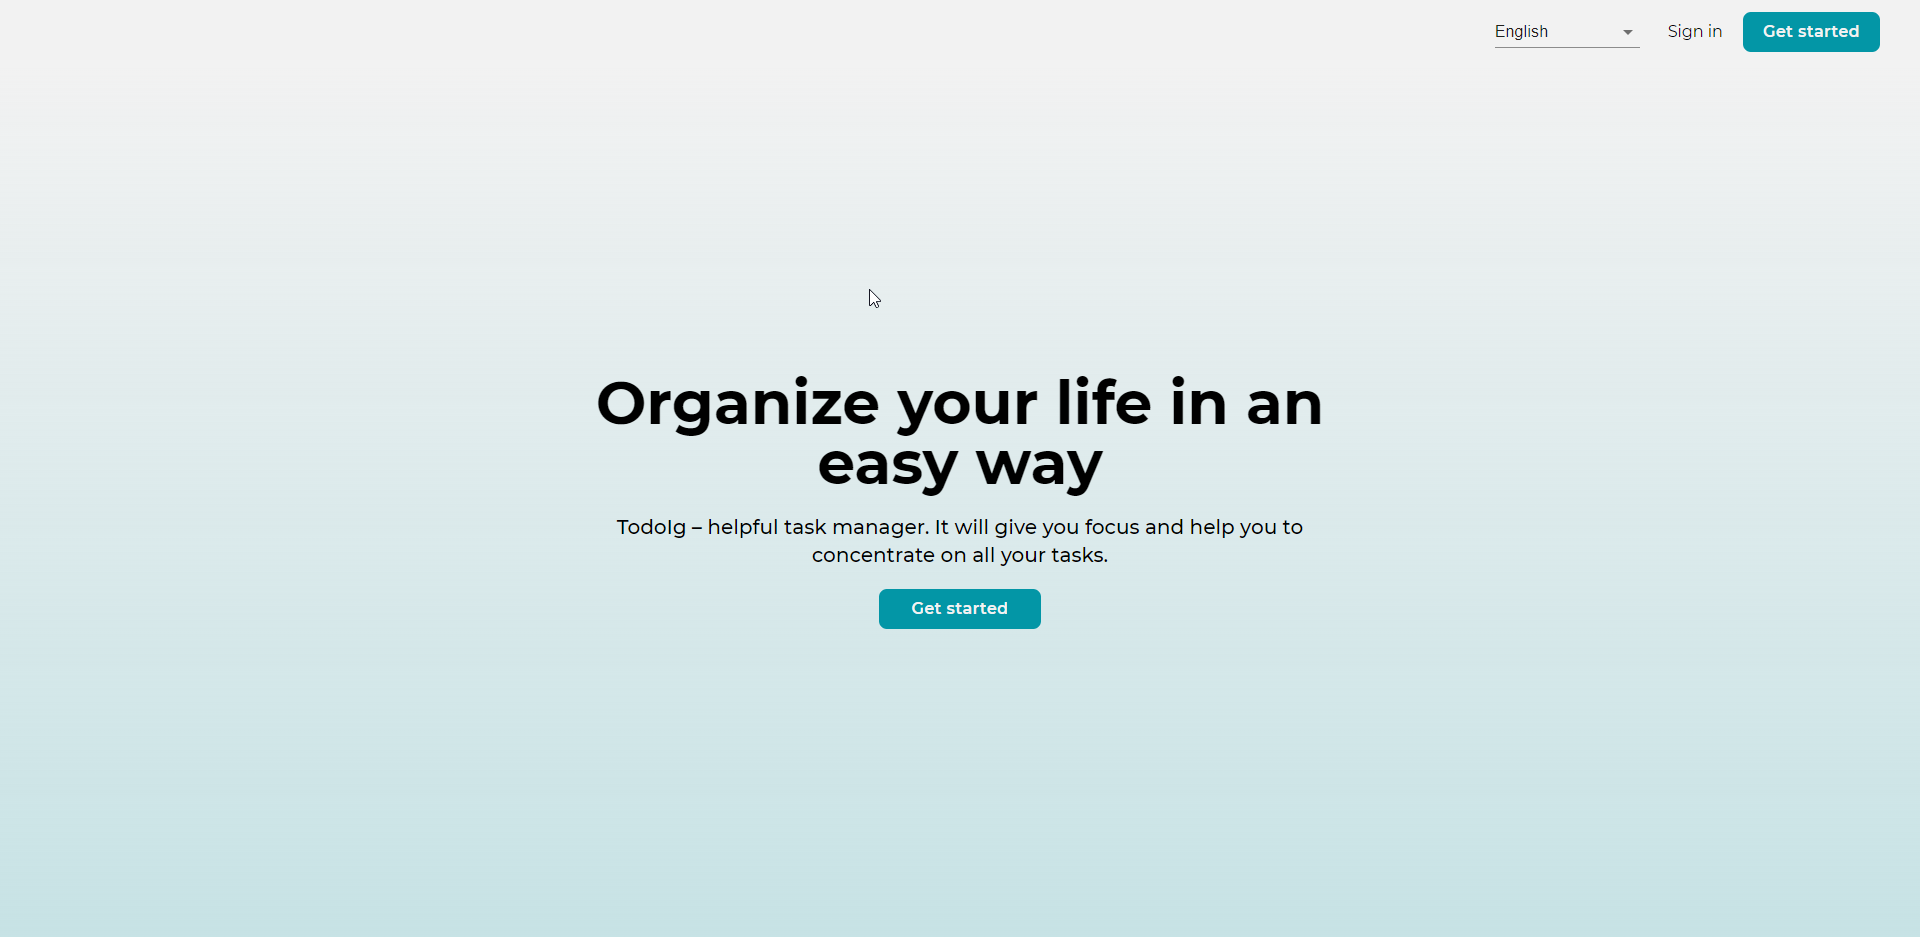 English
Sign in
Get started
Organize your life in an
easy way
TodoIg – helpful task manager. It will give you focus and help you to
concentrate on all your tasks.
Get started